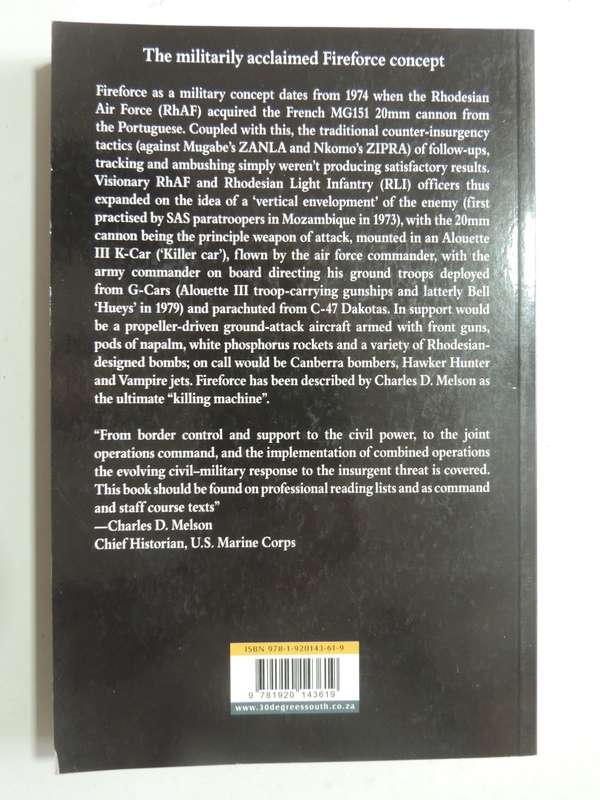 The militarily acclaimed Fireforce concept
Fireforce as a military concept dates from 1974 when the Rhodesian
Air Force (RhAF) acquired the French MG151 20mm cannon from
the Portuguese. Coupled with this, the traditional counter-insurgency
tactics (against Mugabe's ZANLA and Nkomo's ZIPRA) of follow-ups,
tracking and ambushing simply weren't producing satisfactory results.
Visionary RhAF and Rhodesian Light Infantry (RLI) officers thus
expanded on the idea of a 'vertical envelopment' of the enemy (first
practised by SAS paratroopers in Mozambique in 1973), with the 20mm
cannon being the principle weapon of attack, mounted in an Alouette
III K-Car ('Killer car'), flown by the air force commander, with the
army commander on board directing his ground troops deployed
from G-Cars (Alouette III troop-carrying gunships and latterly Bell
'Hueys' in 1979) and parachuted from C-47 Dakotas. In support would
be a propeller-driven ground-attack aircraft armed with front guns,
pods of napalm, white phosphorus rockets and a variety of Rhodesian-
designed bombs; on call would be Canberra bombers, Hawker Hunter
and Vampire jets. Fireforce has been described by Charles D. Melson as
the ultimate "killing machine".
"From border control and support to the civil power, to the joint
operations command, and the implementation of combined operations
the evolving civil–military response to the insurgent threat is covered.
This book should be found on professional reading lists and as command
and staff course texts"
—Charles D. Melson
Chief Historian, U.S. Marine Corps
ISBN 978-1-920143-61-9
9 781920 143619
www.30degreessouth.co.za